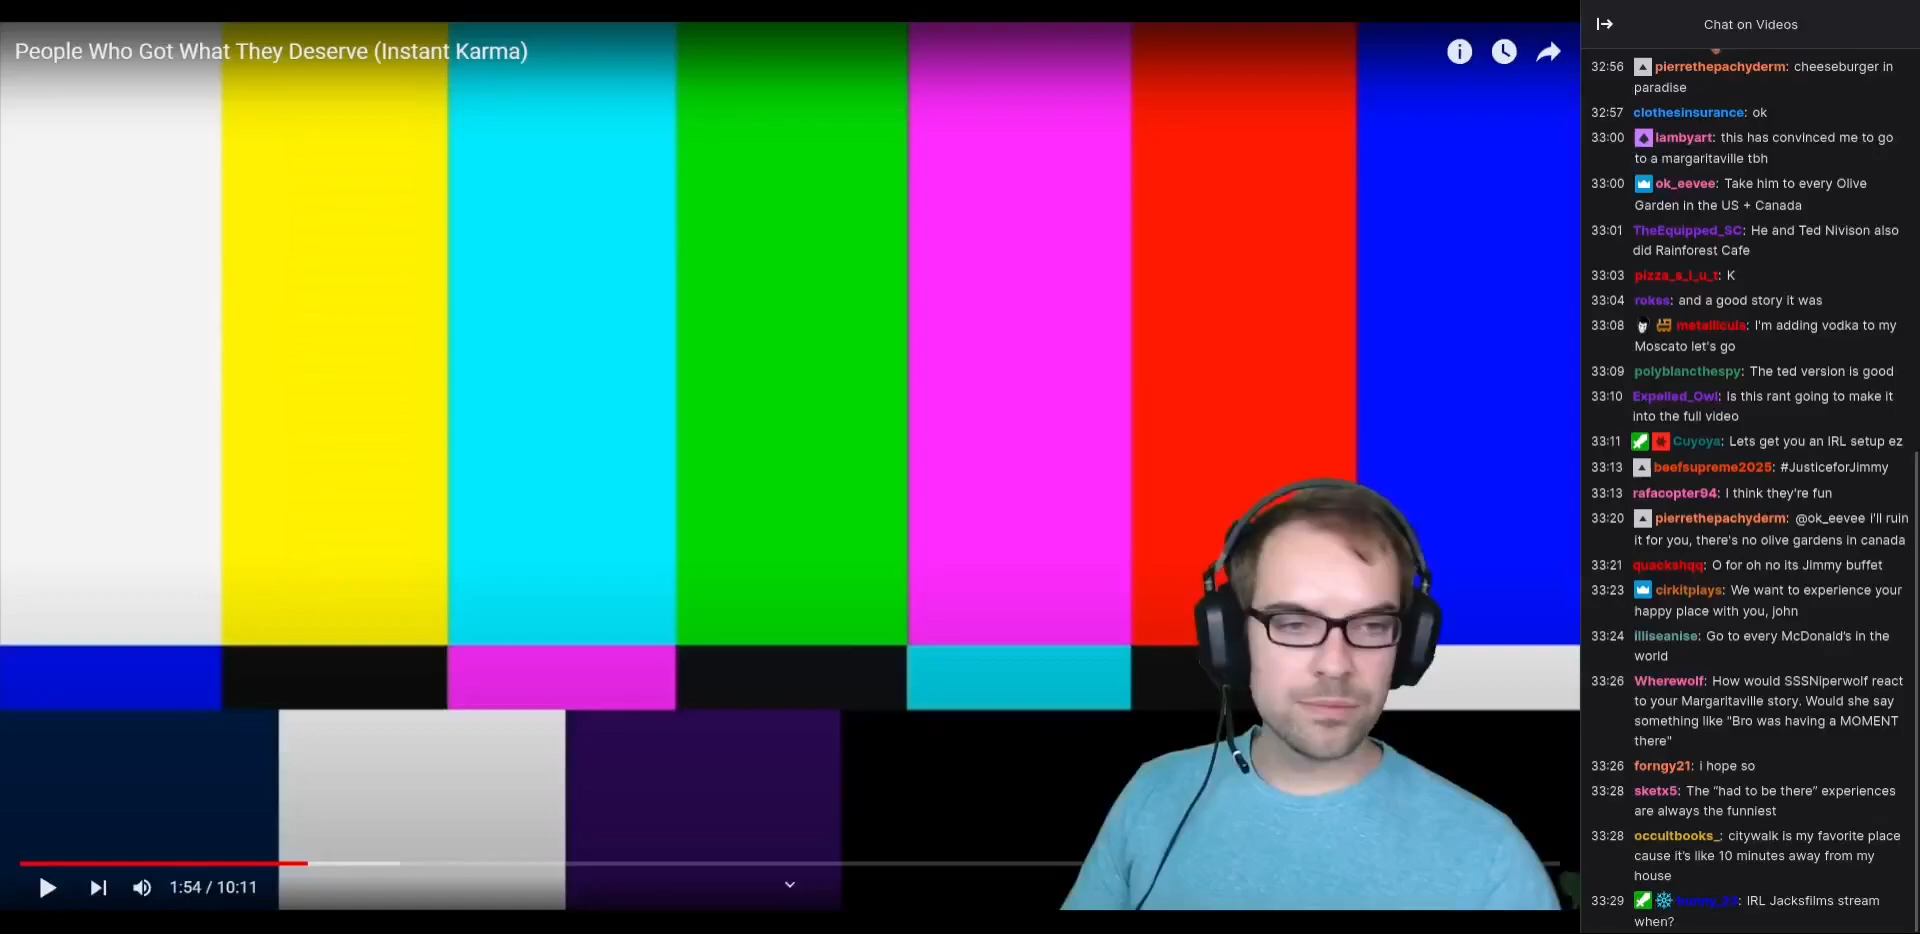 People Who Got What They Deserve (Instant Karma)
1:54 / 10:11
Chat on Videos
32:56 pierrethepachyderm: cheeseburger in
paradise
32:57 clothesinsurance: ok
33:00 lambyart: this has convinced me to go
to a margaritaville tbh
33:00 ok_eevee: Take him to every Olive
Garden in the US + Canada
33:01 TheEquipped_SC: He and Ted Nivison also
did Rainforest Cafe
33:03 pizza_s_l_u_t: K
33:04 rokss: and a good story it was
33:08 metallicula: I'm adding vodka to my
Moscato let's go
33:09 polyblancthespy: The ted version is good
33:10 Expelled_Owl: Is this rant going to make it
into the full video
33:11 Cuyoya: Lets get you an IRL setup ez
33:13 beefsupreme2025: #JusticeforJimmy
33:13 rafacopter94: I think they're fun
33:20 pierrethepachyderm: @ok_eevee i'll ruin
it for you, there's no olive gardens in canada
33:21 quackshqq: O for oh no its Jimmy buffet
33:23 cirkitplays: We want to experience your
happy place with you, john
33:24 illiseanise: Go to every McDonald's in the
world
33:26 Wherewolf: How would SSSNIperwolf react
to your Margaritaville story. Would she say
something like "Bro was having a MOMENT
there"
33:26 forngy21: i hope so
33:28 sketx5: The “had to be there” experiences
are always the funniest
33:28 occultbooks_: citywalk is my favorite place
cause it's like 10 minutes away from my
house
33:29 IRL Jacksfilms stream
when?